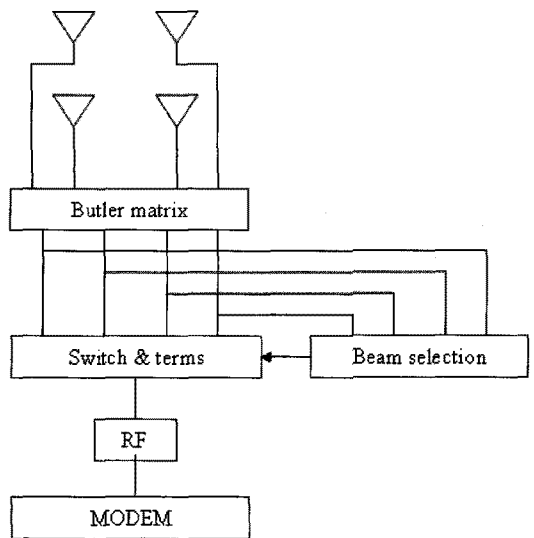 Butler matrix
Switch & terms
Beam selection
RF
MODEM